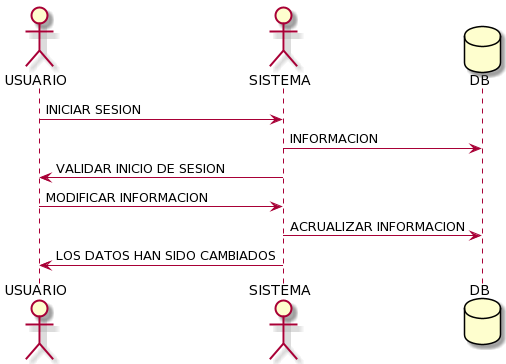 USUARIO
SISTEMA
DB
INICIAR SESION
INFORMACION
VALIDAR INICIO DE SESION
MODIFICAR INFORMACION
ACRUALIZAR INFORMACION
LOS DATOS HAN SIDO CAMBIADOS
USUARIO
SISTEMA
DB